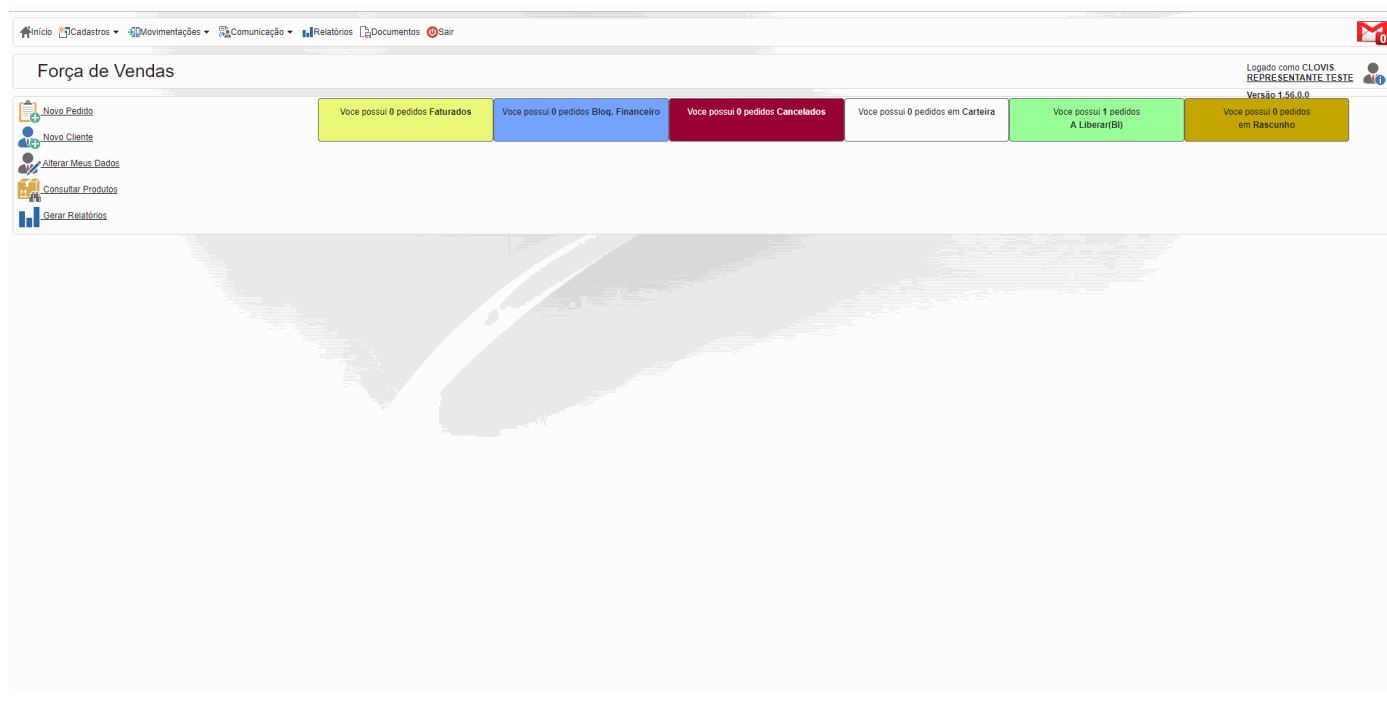 Início Cadastros Movimentações Comunicação Relatórios Documentos Sair
0
Força de Vendas
Logado como CLOVIS.
REPRESENTANTE TESTE
Versão 1.56.0.0
Novo Pedido
Novo Cliente
Alterar Meus Dados
Consultar Produtos
Gerar Relatórios
Voce possui 0 pedidos Faturados
Voce possui 0 pedidos Bloq. Financeiro
Voce possui 0 pedidos Cancelados
Voce possui 0 pedidos em Carteira
Voce possui 1 pedidos
A Liberar(BI)
Voce possui 0 pedidos
em Rascunho